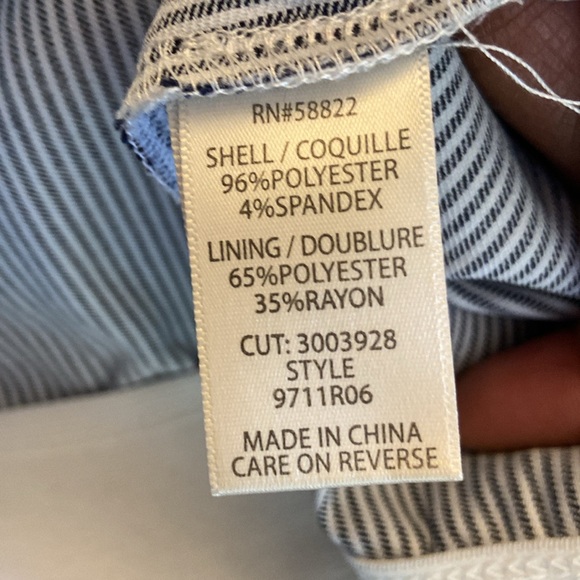 RN#58822
SHELL / COQUILLE
96%POLYESTER
4%SPANDEX
LINING / DOUBLURE
65%POLYESTER
35%RAYON
CUT: 3003928
STYLE
9711R06
MADE IN CHINA
CARE ON REVERSE